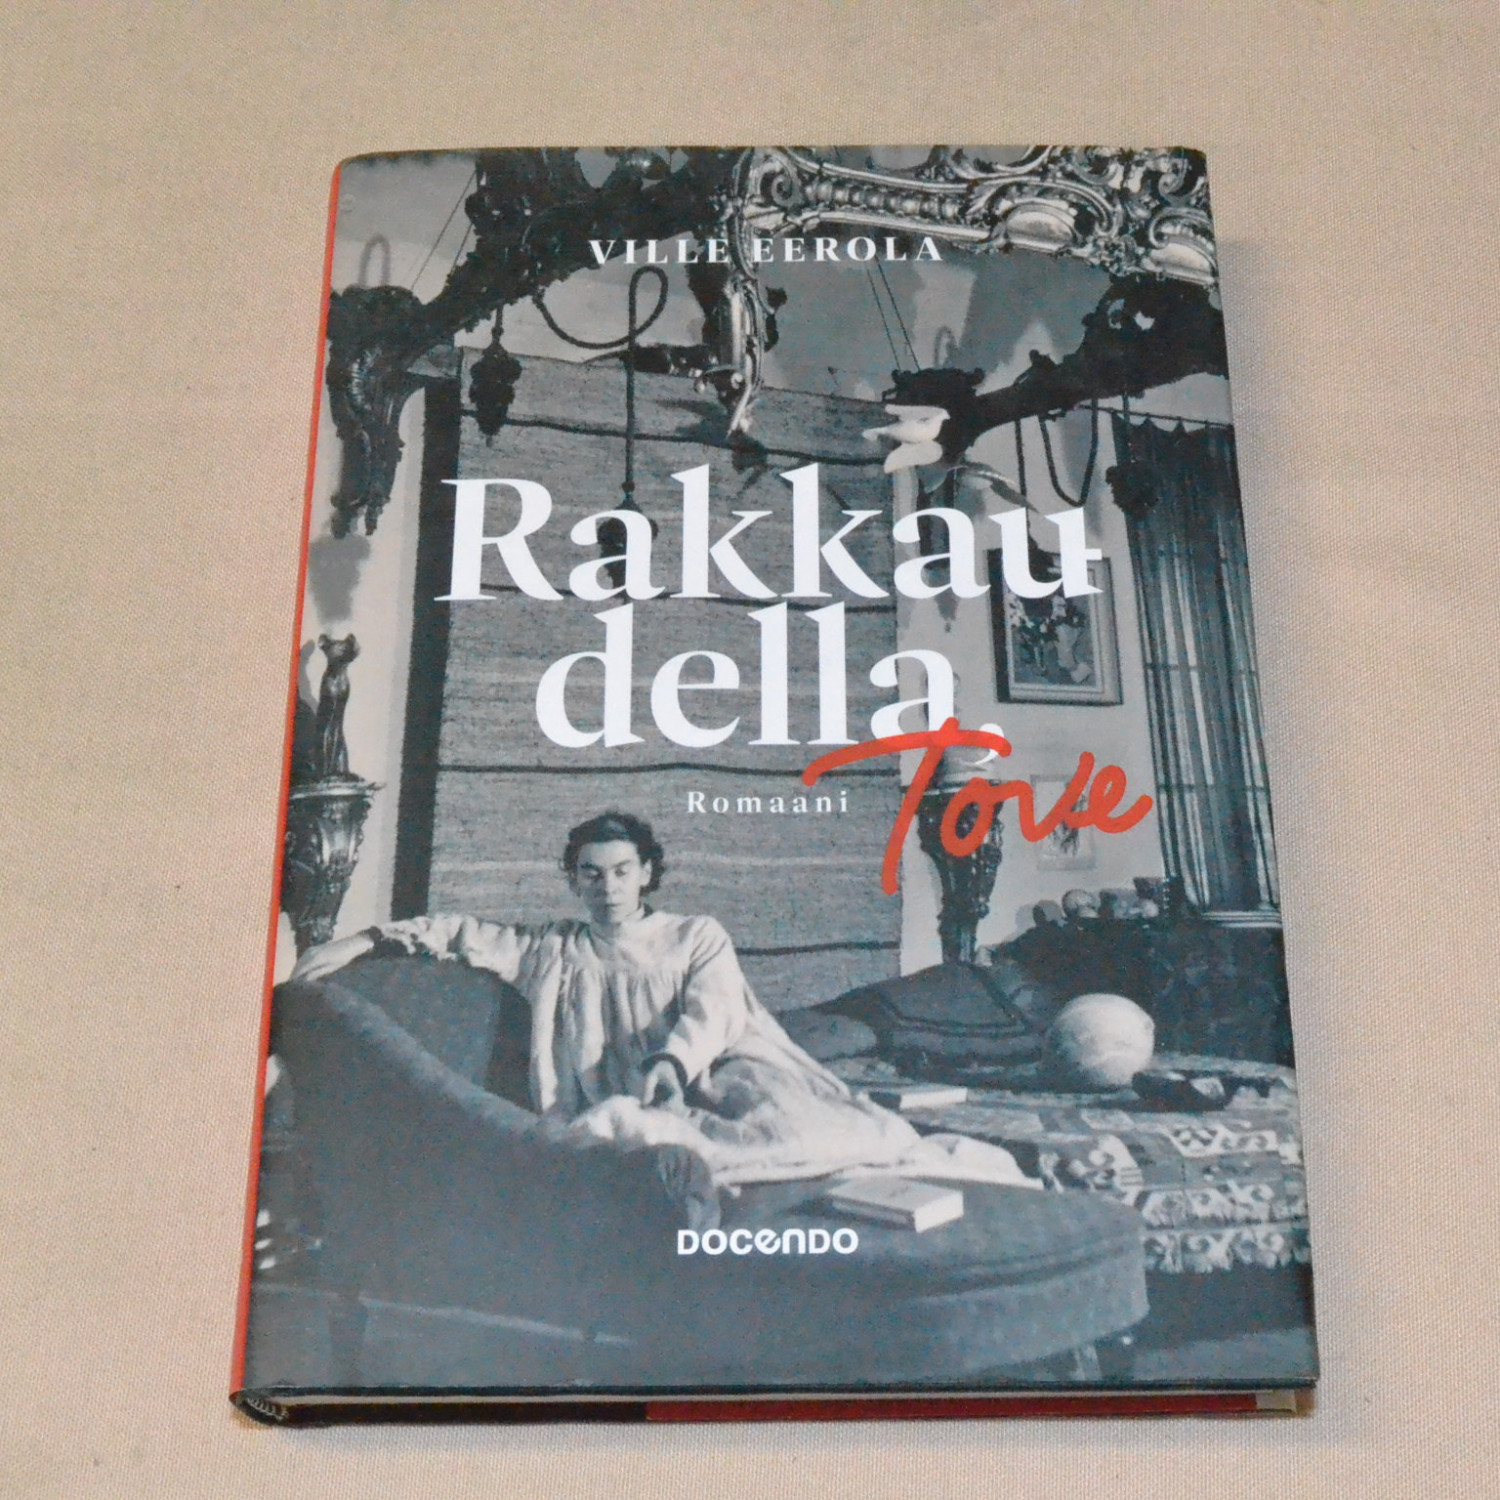 VILLE EEROLA
Rakkau-
della,
Tove
Romaani
DOCENDO